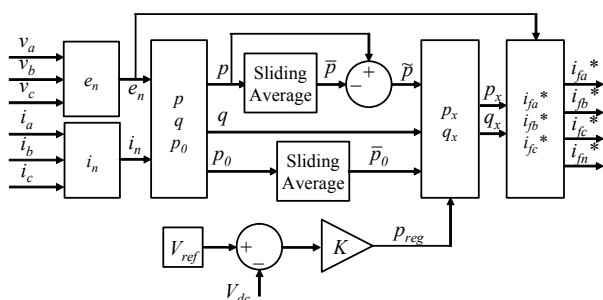 v_a
v_b
v_c
e_n
e_n
i_a
i_b
i_c
i_n
i_n
p
q
p_0
p
Sliding
Average
p̅
+
−
p̃
q
p_0
Sliding
Average
p̅_0
p_x
q_x
p_x
q_x
i_fa*
i_fb*
i_fc*
i_fa*
i_fb*
i_fc*
i_fn*
V_ref
+
−
V_dc
K
p_reg